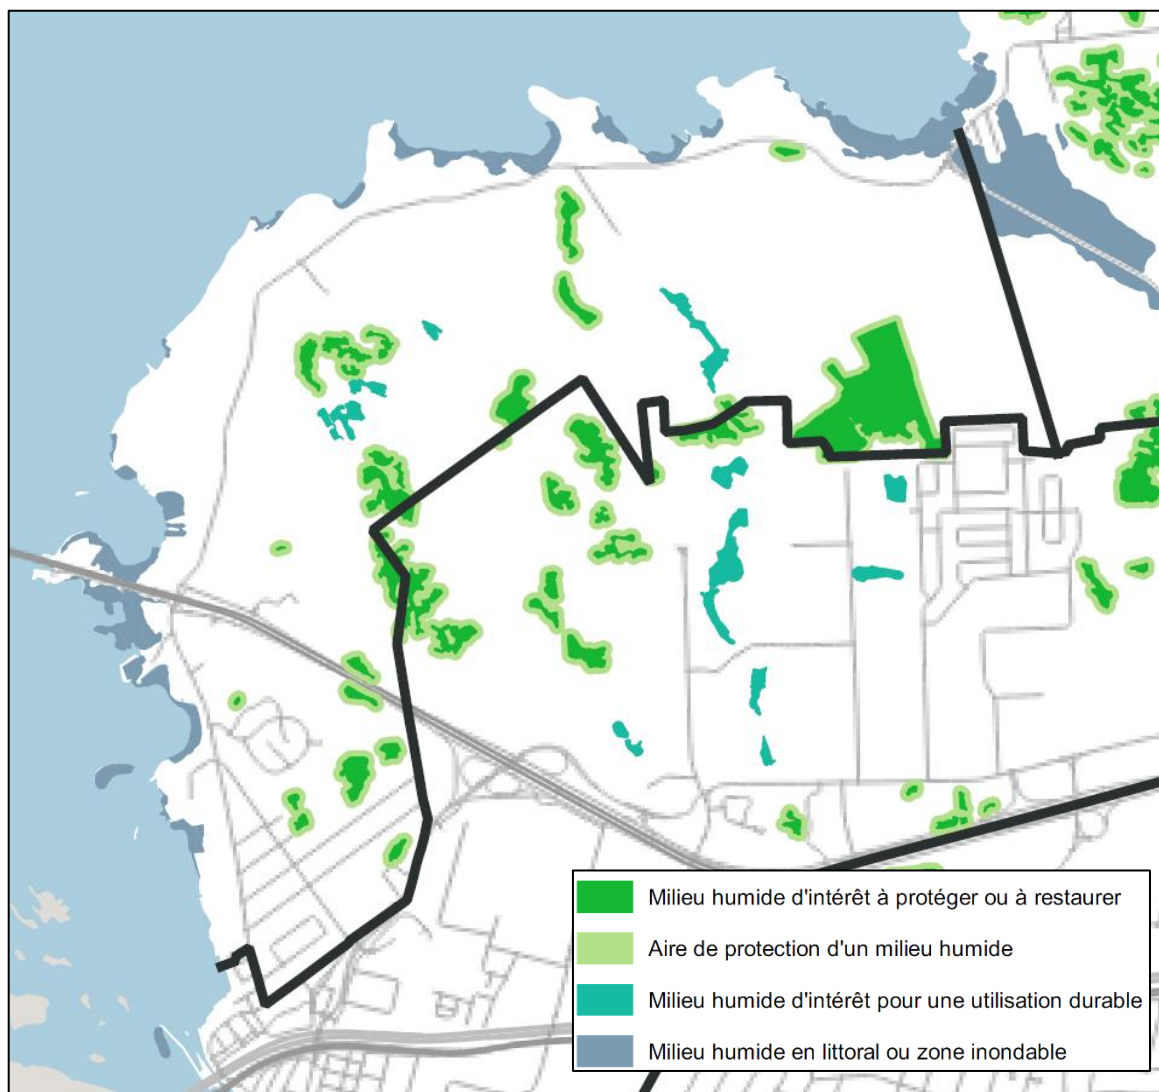 Milieu humide d'intérêt à protéger ou à restaurer
Aire de protection d'un milieu humide
Milieu humide d'intérêt pour une utilisation durable
Milieu humide en littoral ou zone inondable